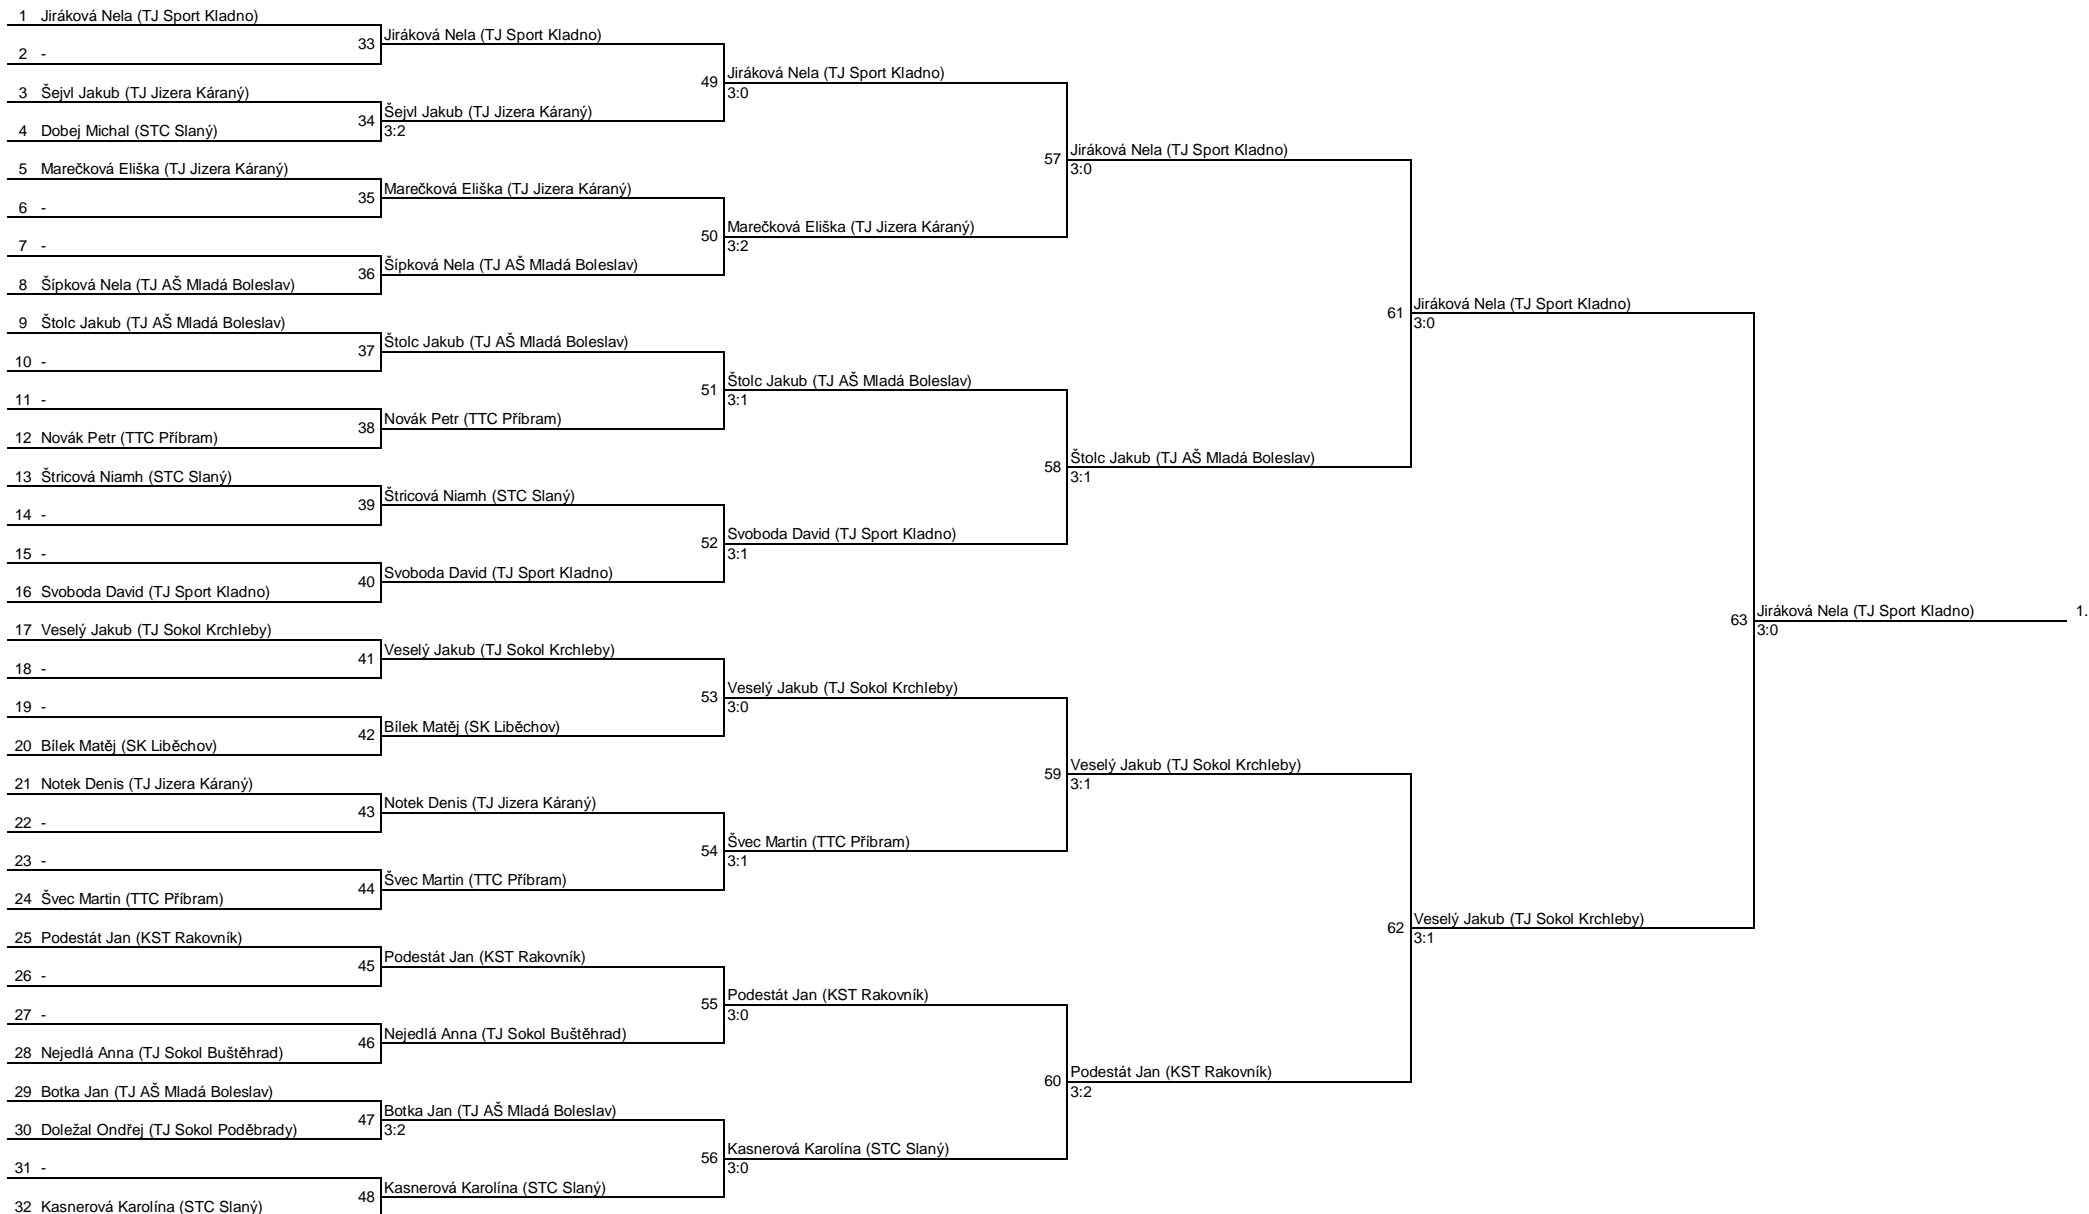 1 Jiráková Nela (TJ Sport Kladno)
2 -
3 Šejvl Jakub (TJ Jizera Káraný)
4 Dobej Michal (STC Slaný)
5 Marečková Eliška (TJ Jizera Káraný)
6 -
7 -
8 Šípková Nela (TJ AŠ Mladá Boleslav)
9 Štolc Jakub (TJ AŠ Mladá Boleslav)
10 -
11 -
12 Novák Petr (TTC Příbram)
13 Štricová Niamh (STC Slaný)
14 -
15 -
16 Svoboda David (TJ Sport Kladno)
17 Veselý Jakub (TJ Sokol Krchleby)
18 -
19 -
20 Bílek Matěj (SK Liběchov)
21 Notek Denis (TJ Jizera Káraný)
22 -
23 -
24 Švec Martin (TTC Příbram)
25 Podestát Jan (KST Rakovník)
26 -
27 -
28 Nejedlá Anna (TJ Sokol Buštěhrad)
29 Botka Jan (TJ AŠ Mladá Boleslav)
30 Doležal Ondřej (TJ Sokol Poděbrady)
31 -
32 Kasnerová Karolína (STC Slaný)
33 Jiráková Nela (TJ Sport Kladno)
34 Šejvl Jakub (TJ Jizera Káraný)
3:2
35 Marečková Eliška (TJ Jizera Káraný)
36 Šípková Nela (TJ AŠ Mladá Boleslav)
37 Štolc Jakub (TJ AŠ Mladá Boleslav)
38 Novák Petr (TTC Příbram)
39 Štricová Niamh (STC Slaný)
40 Svoboda David (TJ Sport Kladno)
41 Veselý Jakub (TJ Sokol Krchleby)
42 Bílek Matěj (SK Liběchov)
43 Notek Denis (TJ Jizera Káraný)
44 Švec Martin (TTC Příbram)
45 Podestát Jan (KST Rakovník)
46 Nejedlá Anna (TJ Sokol Buštěhrad)
47 Botka Jan (TJ AŠ Mladá Boleslav)
3:2
48 Kasnerová Karolína (STC Slaný)
49 Jiráková Nela (TJ Sport Kladno)
3:0
50 Marečková Eliška (TJ Jizera Káraný)
3:2
51 Štolc Jakub (TJ AŠ Mladá Boleslav)
3:1
52 Svoboda David (TJ Sport Kladno)
3:1
53 Veselý Jakub (TJ Sokol Krchleby)
3:0
54 Švec Martin (TTC Příbram)
3:1
55 Podestát Jan (KST Rakovník)
3:0
56 Kasnerová Karolína (STC Slaný)
3:0
57 Jiráková Nela (TJ Sport Kladno)
3:0
58 Štolc Jakub (TJ AŠ Mladá Boleslav)
3:1
59 Veselý Jakub (TJ Sokol Krchleby)
3:1
60 Podestát Jan (KST Rakovník)
3:2
61 Jiráková Nela (TJ Sport Kladno)
3:0
62 Veselý Jakub (TJ Sokol Krchleby)
3:1
63 Jiráková Nela (TJ Sport Kladno) 1.
3:0